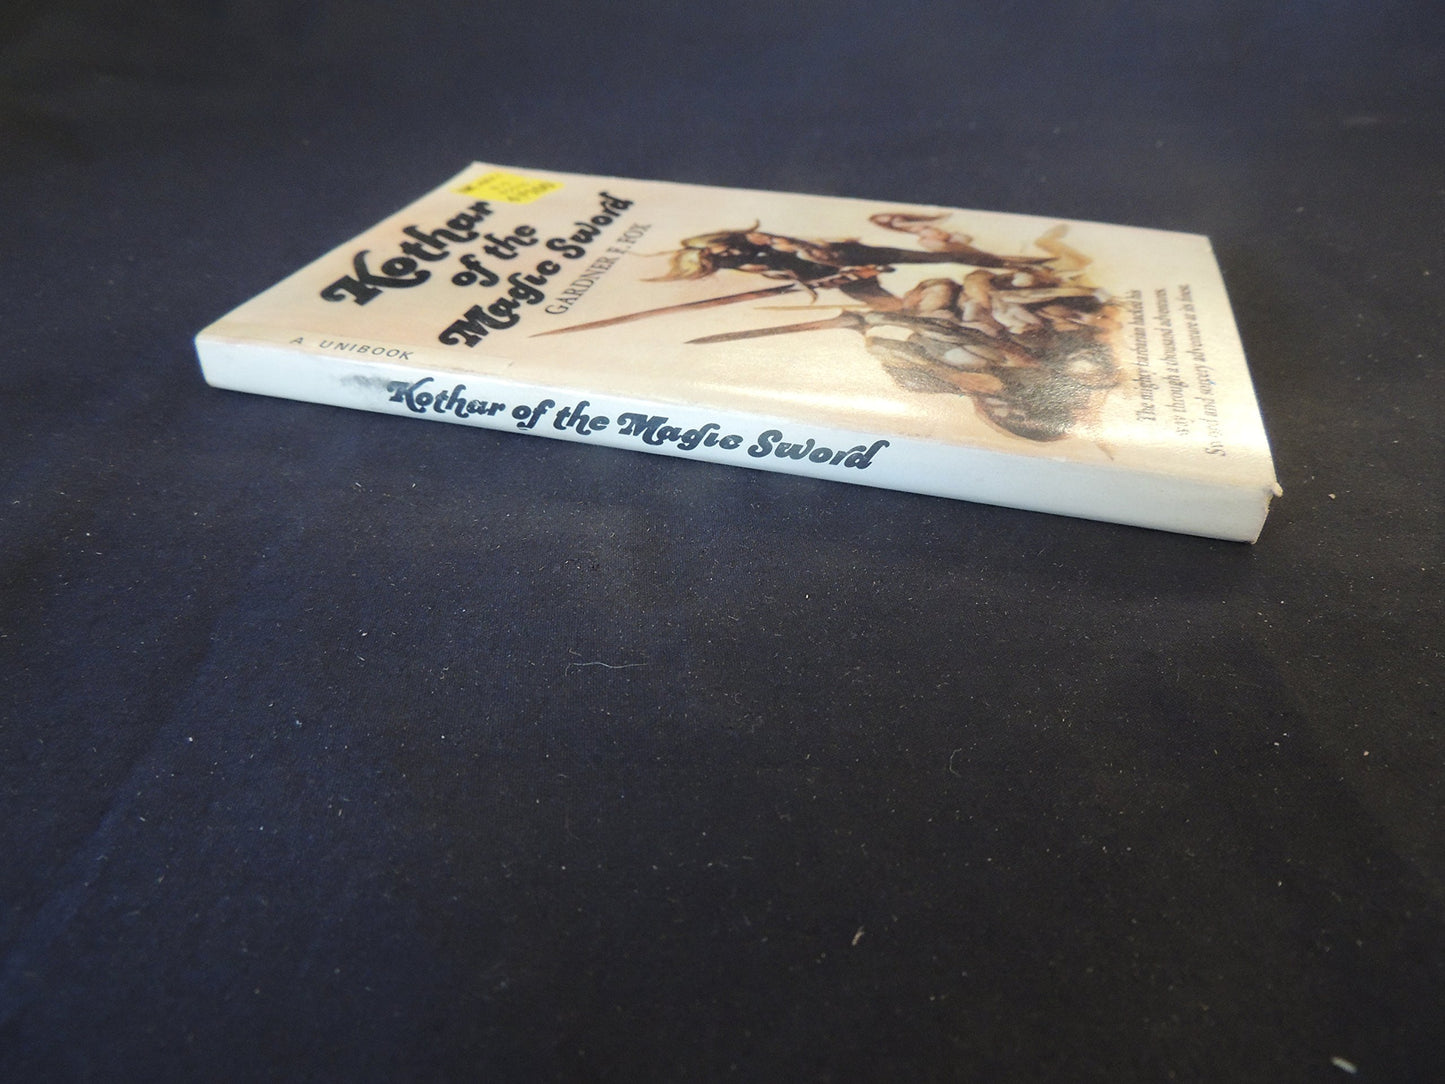 Kothar
of the
Magic Sword
GARDNER F. FOX
A UNIBOOK
The mighty barbarian hacks his
way through a thousand adventures.
Sword and sorcery adventure at its finest.
Kothar of the Magic Sword